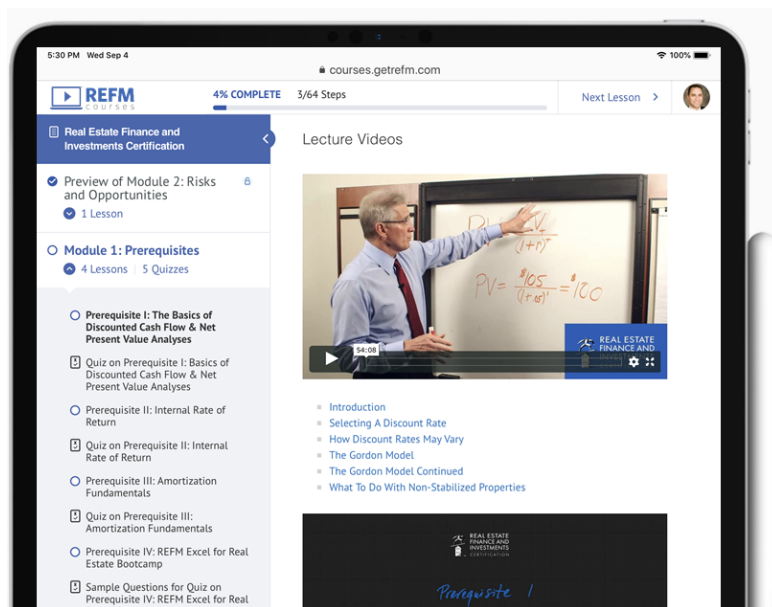 5:30 PM Wed Sep 4
100%
courses.getrefm.com
REFM
courses
4% COMPLETE 3/64 Steps
Next Lesson
Real Estate Finance and
Investments Certification
Preview of Module 2: Risks
and Opportunities
1 Lesson
Module 1: Prerequisites
4 Lessons | 5 Quizzes
Prerequisite I: The Basics of
Discounted Cash Flow & Net
Present Value Analyses
Quiz on Prerequisite I: Basics of
Discounted Cash Flow & Net
Present Value Analyses
Prerequisite II: Internal Rate of
Return
Quiz on Prerequisite II: Internal
Rate of Return
Prerequisite III: Amortization
Fundamentals
Quiz on Prerequisite III:
Amortization Fundamentals
Prerequisite IV: REFM Excel for Real
Estate Bootcamp
Sample Questions for Quiz on
Prerequisite IV: REFM Excel for Real
Lecture Videos
PV =
(1+r)
PV = $105 = $100
(1+.05)¹
REAL ESTATE
FINANCE AND
INVESTMENTS
54:08
Introduction
Selecting A Discount Rate
How Discount Rates May Vary
The Gordon Model
The Gordon Model Continued
What To Do With Non-Stabilized Properties
REAL ESTATE
FINANCE AND
INVESTMENTS
CERTIFICATION
Prerequisite 1